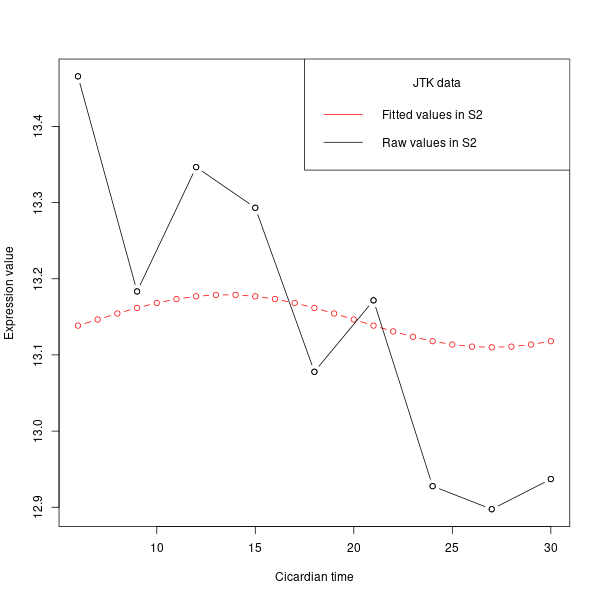 JTK data
Fitted values in S2
Raw values in S2
Expression value
13.4
13.3
13.2
13.1
13.0
12.9
10 15 20 25 30
Cicardian time